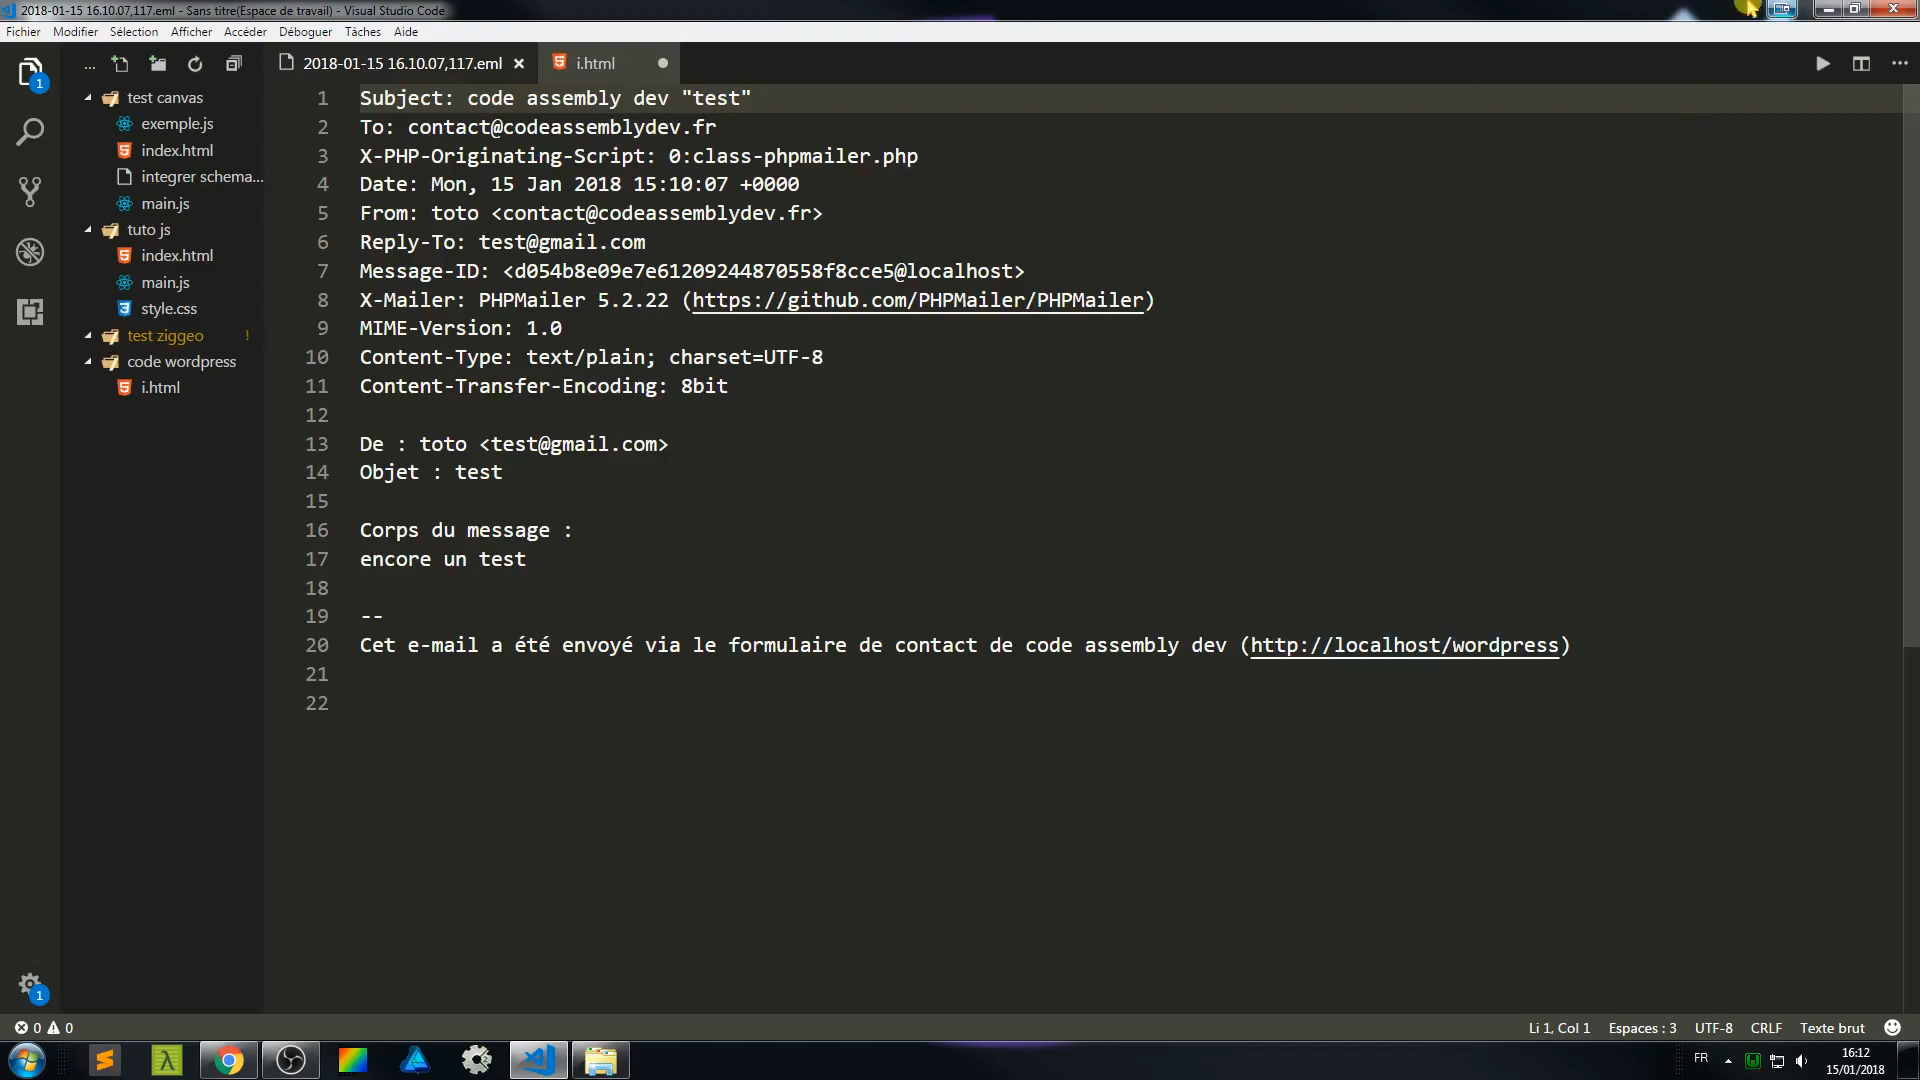 2018-01-15 16.10.07,117.eml - Sans titre(Espace de travail) - Visual Studio Code
Fichier Modifier Sélection Afficher Accéder Déboguer Tâches Aide
... 2018-01-15 16.10.07,117.eml × i.html
1
test canvas
exemple.js
index.html
integrer schema...
main.js
tuto js
index.html
main.js
style.css
test ziggeo !
code wordpress
i.html
1 Subject: code assembly dev "test"
2 To: contact@codeassemblydev.fr
3 X-PHP-Originating-Script: 0:class-phpmailer.php
4 Date: Mon, 15 Jan 2018 15:10:07 +0000
5 From: toto <contact@codeassemblydev.fr>
6 Reply-To: test@gmail.com
7 Message-ID: <d054b8e09e7e61209244870558f8cce5@localhost>
8 X-Mailer: PHPMailer 5.2.22 (https://github.com/PHPMailer/PHPMailer)
9 MIME-Version: 1.0
10 Content-Type: text/plain; charset=UTF-8
11 Content-Transfer-Encoding: 8bit
12
13 De : toto <test@gmail.com>
14 Objet : test
15
16 Corps du message :
17 encore un test
18
19 --
20 Cet e-mail a été envoyé via le formulaire de contact de code assembly dev (http://localhost/wordpress)
21
22
1
0 0 Li 1, Col 1 Espaces : 3 UTF-8 CRLF Texte brut
FR 16:12
15/01/2018